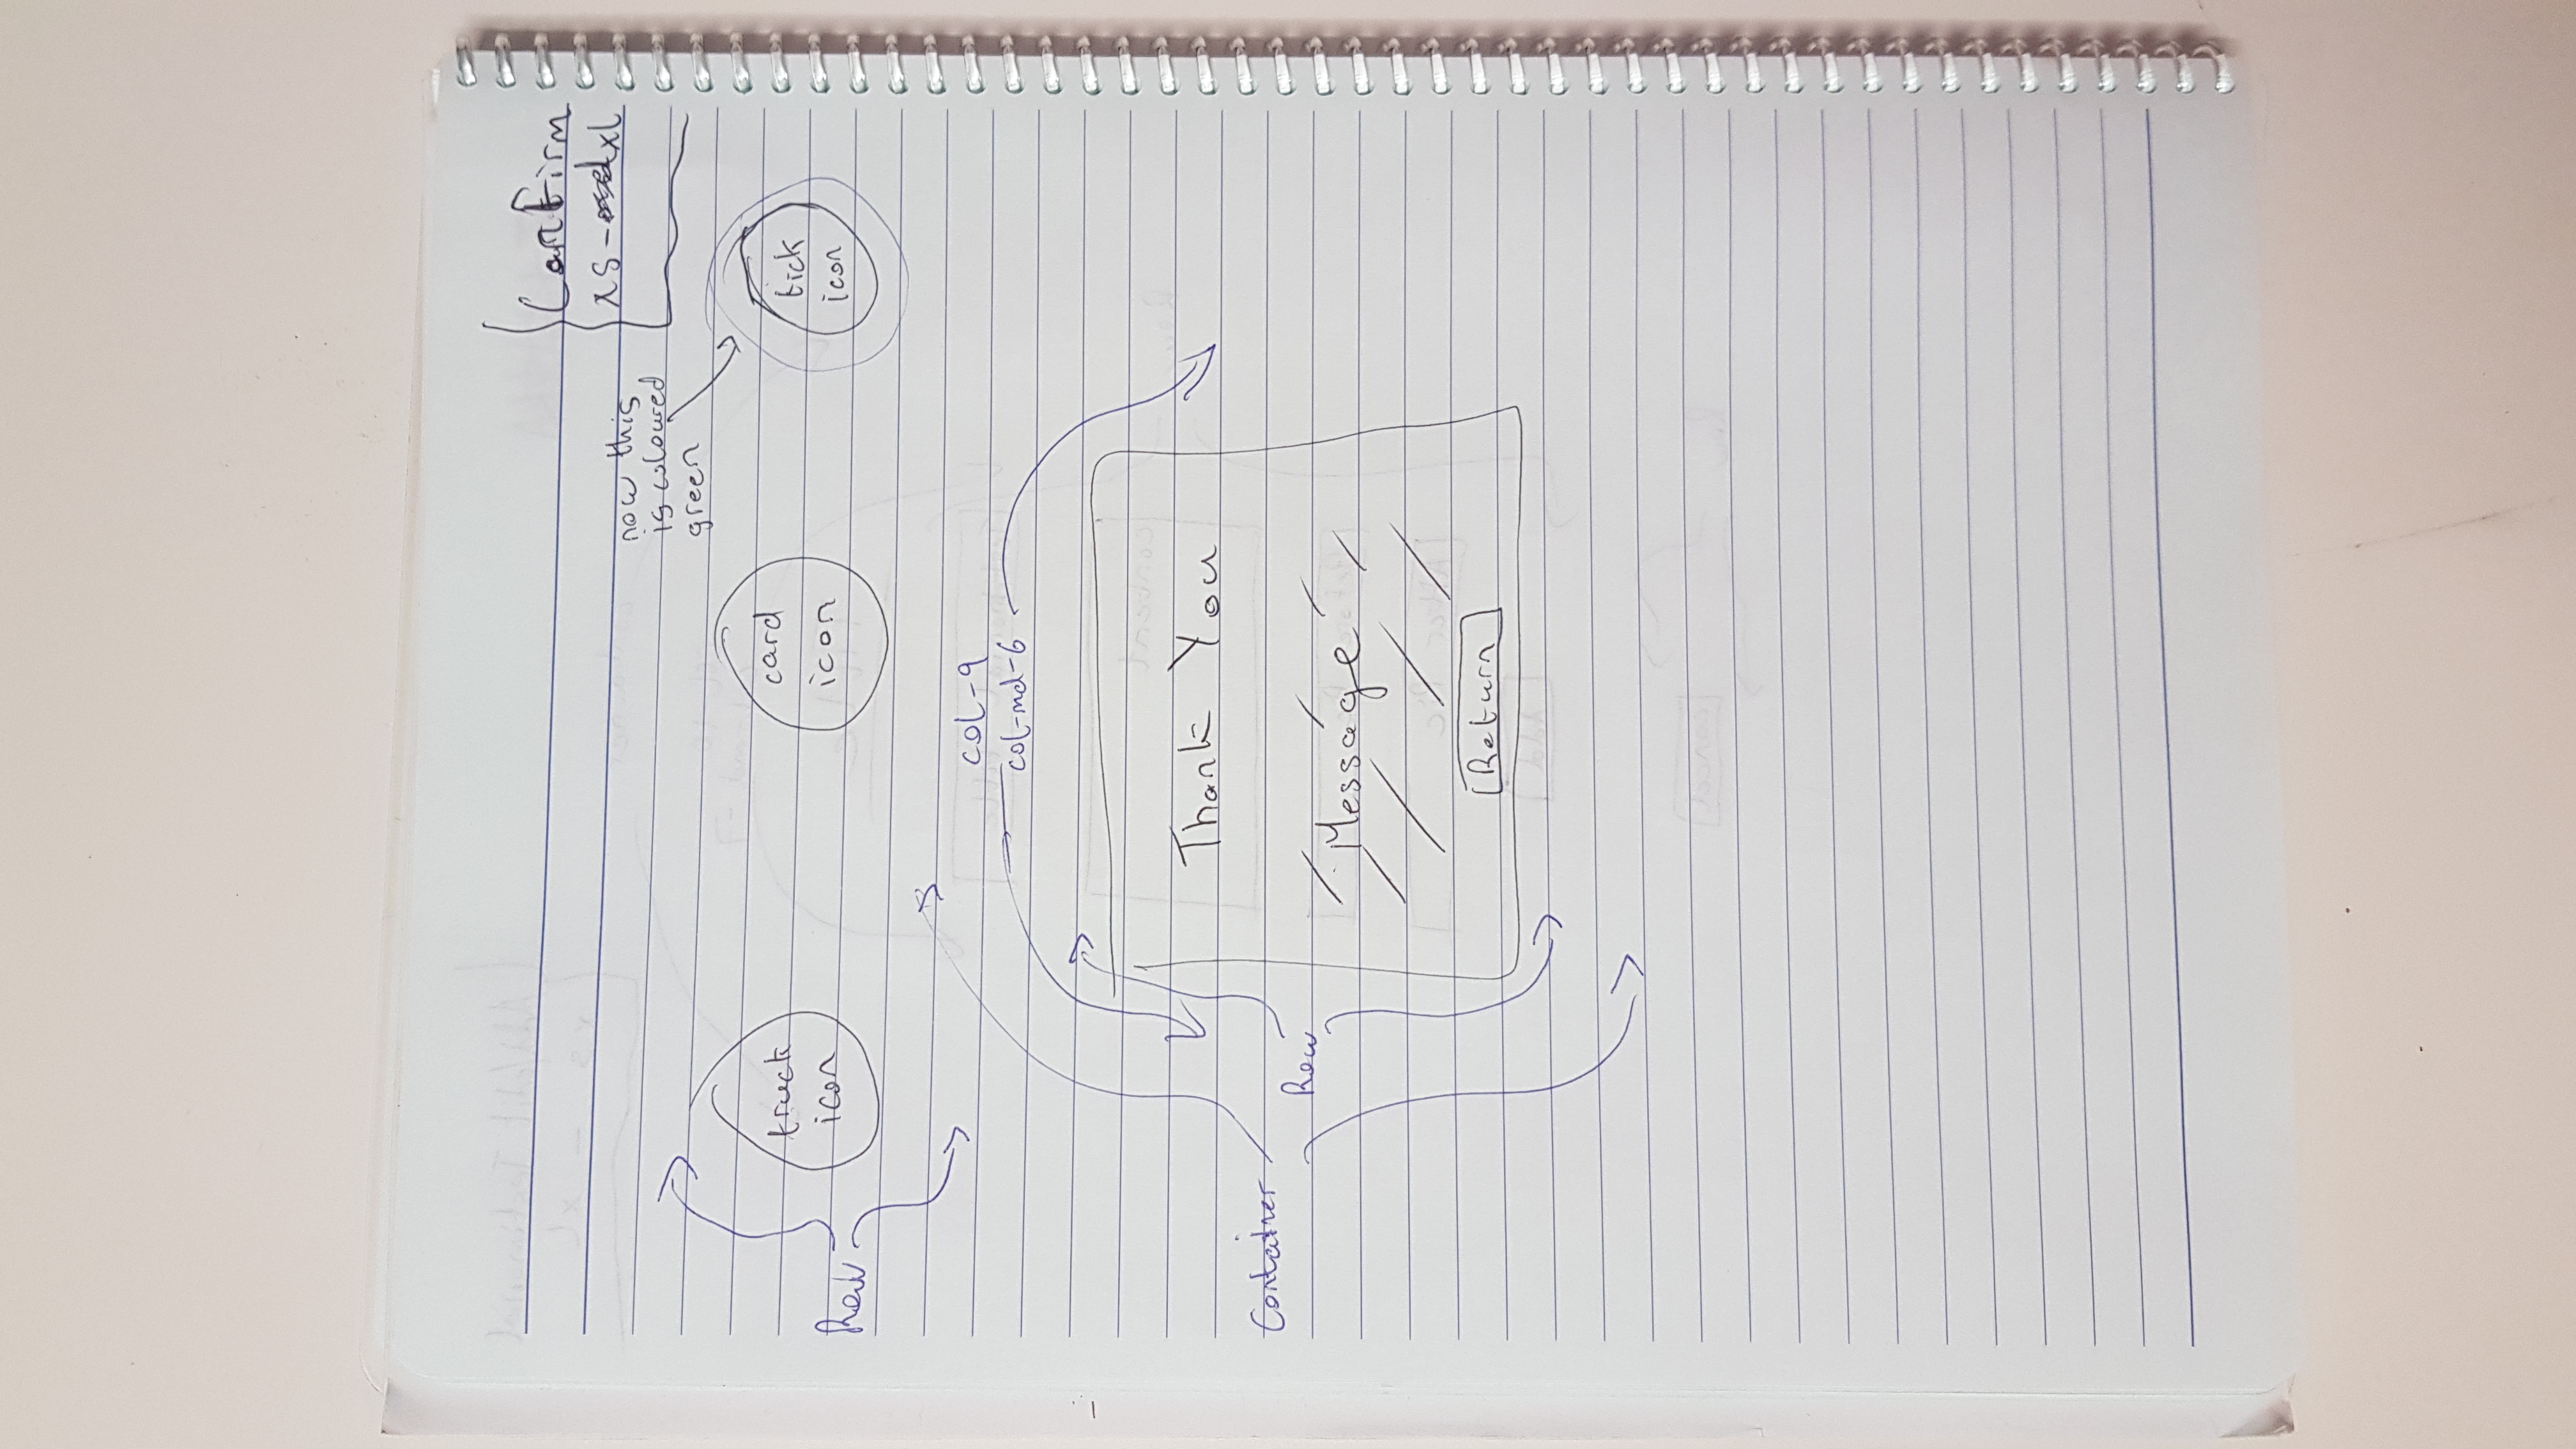 Confirm
xs-xl
now this
is coloured
green
truck
icon
card
icon
tick
icon
Row
col-9
col-md-6
Thank You
Container
Row
Message
Return